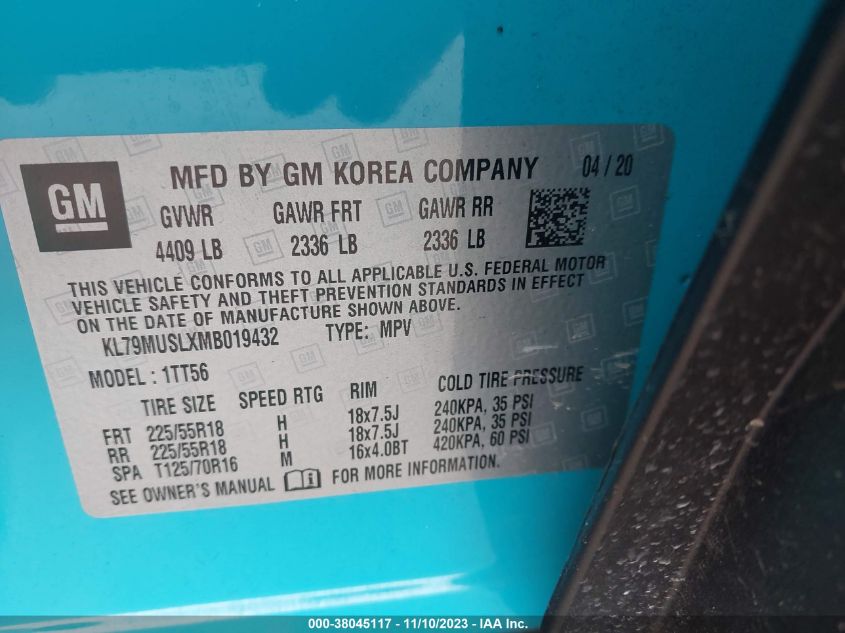 GM
MFD BY GM KOREA COMPANY 04 / 20
GVWR GAWR FRT GAWR RR
4409 LB 2336 LB 2336 LB
THIS VEHICLE CONFORMS TO ALL APPLICABLE U.S. FEDERAL MOTOR
VEHICLE SAFETY AND THEFT PREVENTION STANDARDS IN EFFECT
ON THE DATE OF MANUFACTURE SHOWN ABOVE.
KL79MUSLXMB019432 TYPE: MPV
MODEL : 1TT56
TIRE SIZE SPEED RTG RIM COLD TIRE PRESSURE
FRT 225/55R18 H 18x7.5J 240KPA, 35 PSI
RR 225/55R18 H 18x7.5J 240KPA, 35 PSI
SPA T125/70R16 M 16x4.0BT 420KPA, 60 PSI
SEE OWNER'S MANUAL FOR MORE INFORMATION.
000-38045117 - 11/10/2023 - IAA Inc.